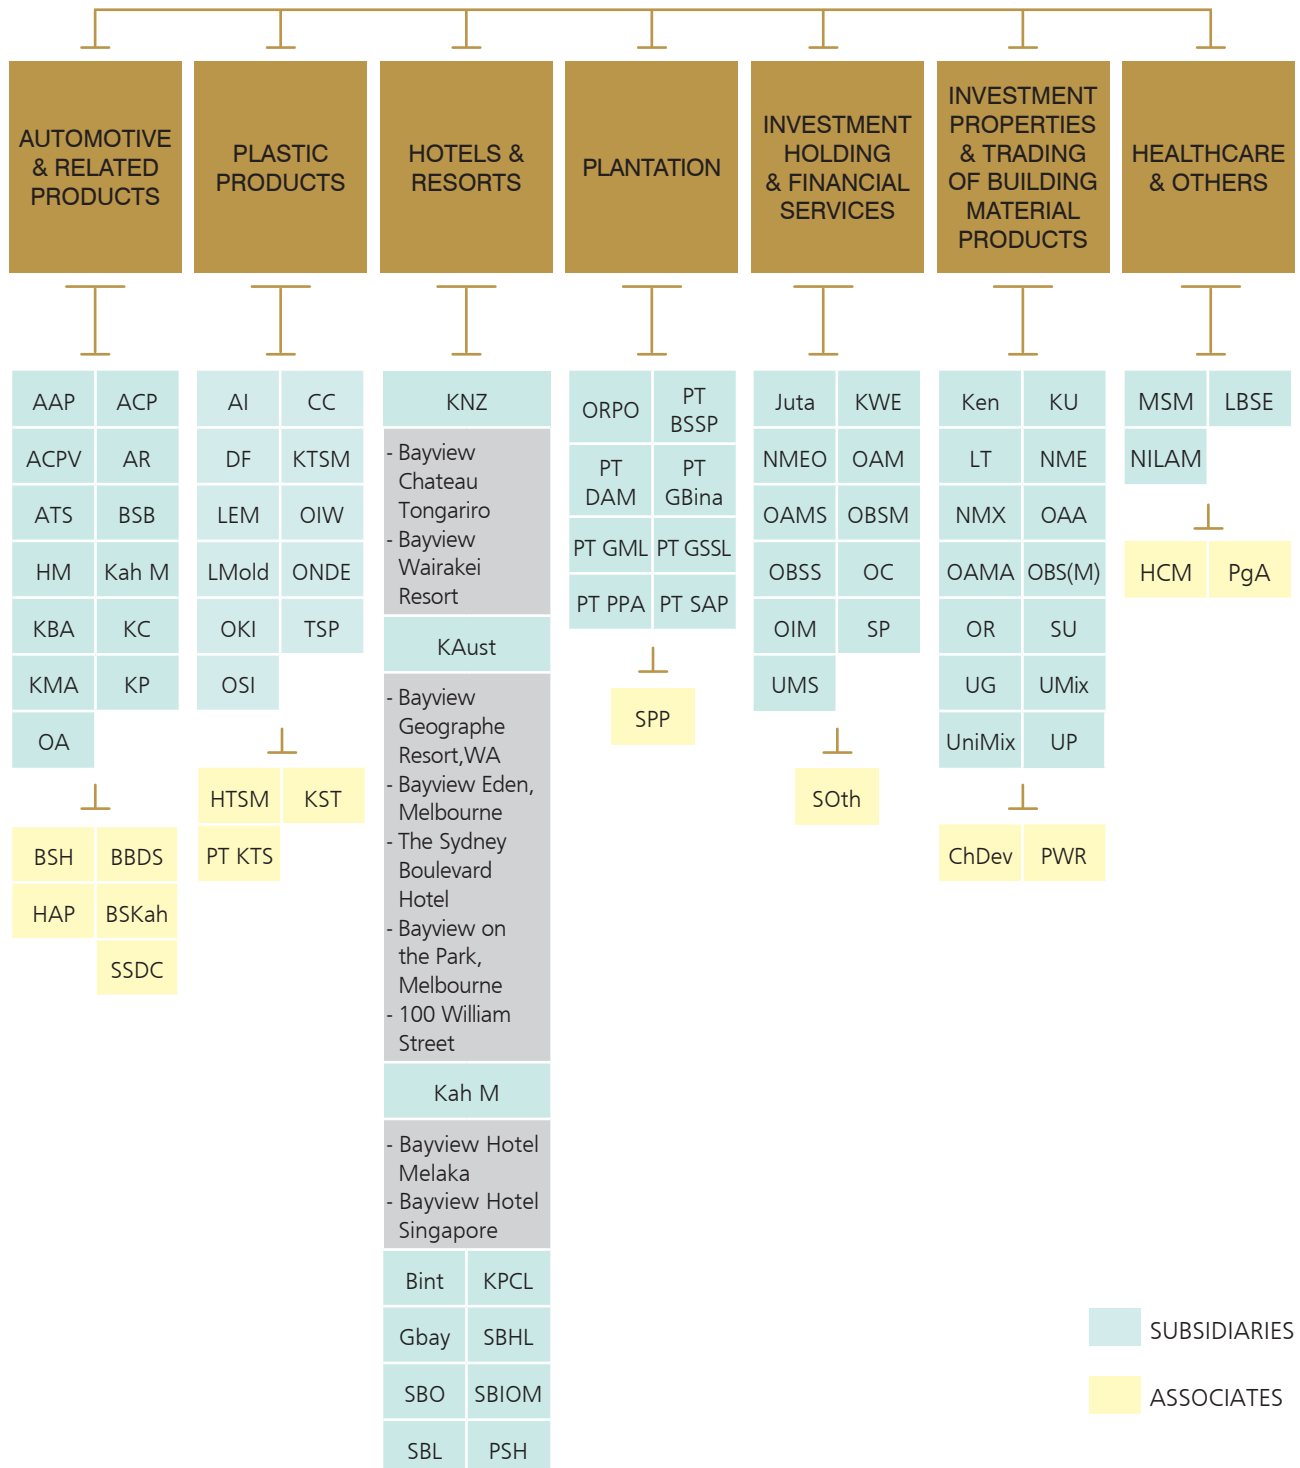 AUTOMOTIVE
& RELATED
PRODUCTS
PLASTIC
PRODUCTS
HOTELS &
RESORTS
PLANTATION
INVESTMENT
HOLDING
& FINANCIAL
SERVICES
INVESTMENT
PROPERTIES
& TRADING
OF BUILDING
MATERIAL
PRODUCTS
HEALTHCARE
& OTHERS
AAP ACP
ACPV AR
ATS BSB
HM Kah M
KBA KC
KMA KP
OA
BSH BBDS
HAP BSKah
SSDC
AI CC
DF KTSM
LEM OIW
LMold ONDE
OKI TSP
OSI
HTSM KST
PT KTS
KNZ
- Bayview
Chateau
Tongariro
- Bayview
Wairakei
Resort
KAust
- Bayview
Geographe
Resort,WA
- Bayview Eden,
Melbourne
- The Sydney
Boulevard
Hotel
- Bayview on
the Park,
Melbourne
- 100 William
Street
Kah M
- Bayview Hotel
Melaka
- Bayview Hotel
Singapore
Bint KPCL
Gbay SBHL
SBO SBIOM
SBL PSH
ORPO
PT
BSSP
PT
DAM
PT
GBina
PT GML PT GSSL
PT PPA PT SAP
SPP
Juta KWE
NMEO OAM
OAMS OBSM
OBSS OC
OIM SP
UMS
SOth
Ken KU
LT NME
NMX OAA
OAMA OBS(M)
OR SU
UG UMix
UniMix UP
ChDev PWR
MSM LBSE
NILAM
HCM PgA
SUBSIDIARIES
ASSOCIATES